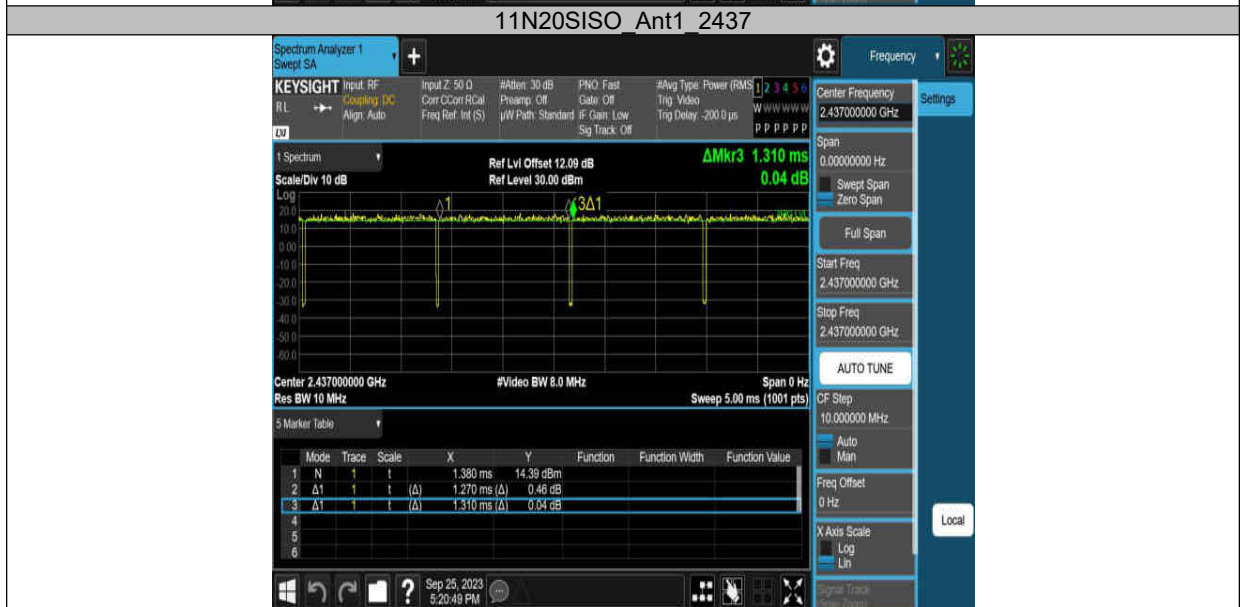 11N20SISO_Ant1_2437
Spectrum Analyzer 1
Swept SA
+
Frequency
KEYSIGHT
RL
LXI
Input: RF
Coupling: DC
Align: Auto
Input Z: 50 Ω
Corr CCorr RCal
Freq Ref: Int (S)
#Atten: 30 dB
Preamp: Off
µW Path: Standard
PNO: Fast
Gate: Off
IF Gain: Low
Sig Track: Off
#Avg Type: Power (RMS
Trig: Video
Trig Delay: -200.0 µs
1 2 3 4 5 6
W W W W W W
P P P P P P
Center Frequency
2.437000000 GHz
Settings
Span
0.00000000 Hz
Swept Span
Zero Span
Full Span
Start Freq
2.437000000 GHz
Stop Freq
2.437000000 GHz
AUTO TUNE
CF Step
10.000000 MHz
Auto
Man
Freq Offset
0 Hz
X Axis Scale
Log
Lin
Signal Track
Local
1 Spectrum
Scale/Div 10 dB
Ref Lvl Offset 12.09 dB
Ref Level 30.00 dBm
ΔMkr3 1.310 ms
0.04 dB
Log
20.0
10.0
0.00
-10.0
-20.0
-30.0
-40.0
-50.0
-60.0
1
3Δ1
Center 2.437000000 GHz
#Video BW 8.0 MHz
Span 0 Hz
Res BW 10 MHz
Sweep 5.00 ms (1001 pts)
5 Marker Table
Mode Trace Scale X Y Function Function Width Function Value
1 N 1 t 1.380 ms 14.39 dBm
2 Δ1 1 t (Δ) 1.270 ms (Δ) 0.46 dB
3 Δ1 1 t (Δ) 1.310 ms (Δ) 0.04 dB
4
5
6
?
Sep 25, 2023
5:20:49 PM